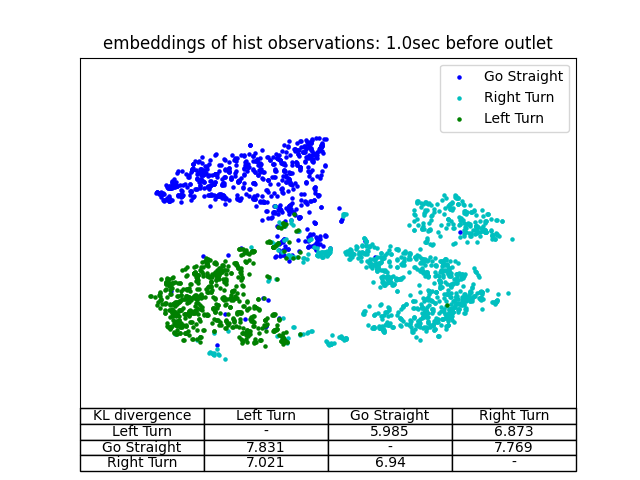 embeddings of hist observations: 1.0sec before outlet
Go Straight
Right Turn
Left Turn
KL divergence Left Turn Go Straight Right Turn
Left Turn - 5.985 6.873
Go Straight 7.831 - 7.769
Right Turn 7.021 6.94 -